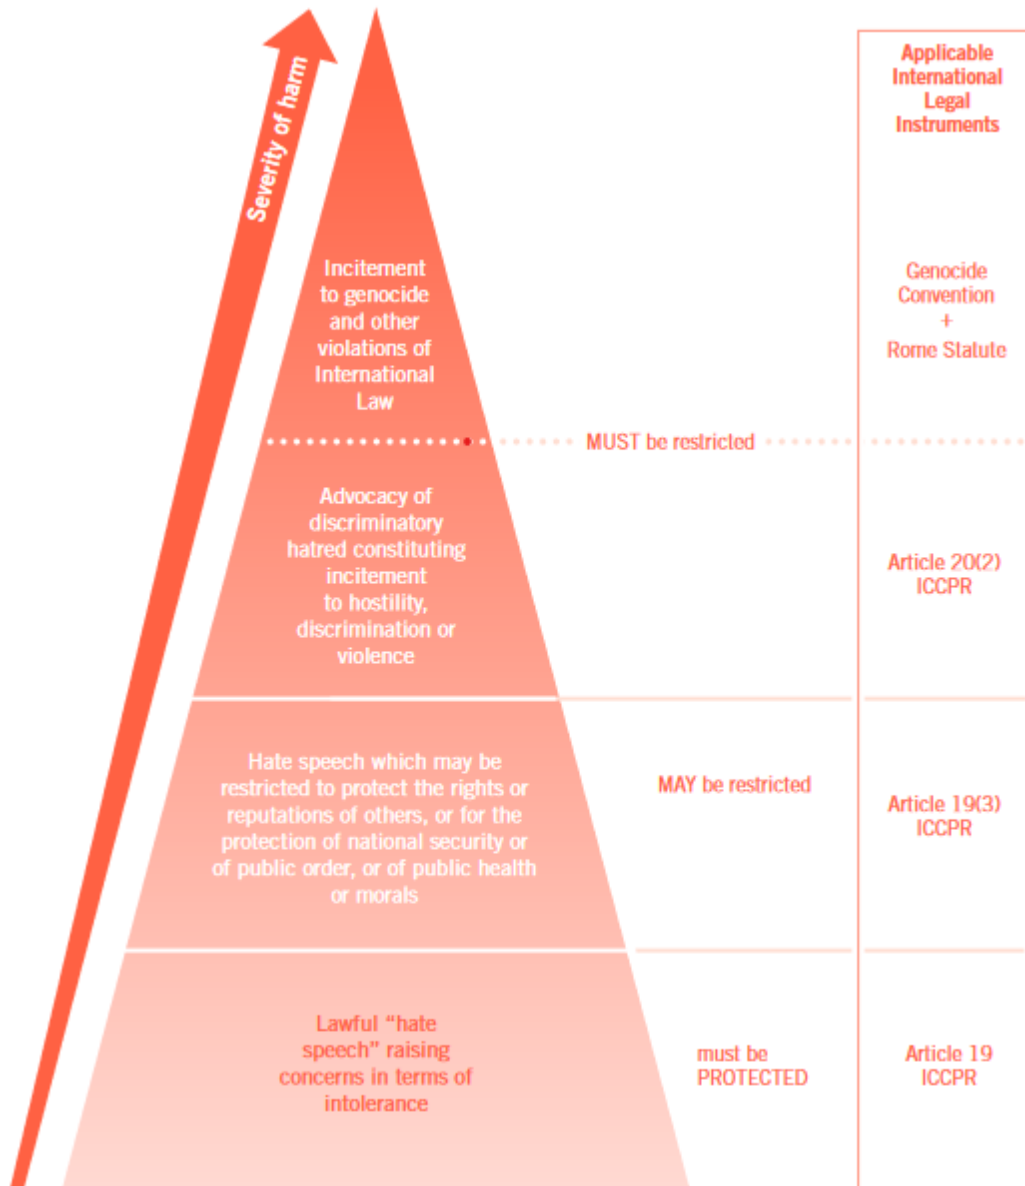 Severity of harm
Applicable
International
Legal
Instruments
Incitement
to genocide
and other
violations of
International
Law
Genocide
Convention
+
Rome Statute
MUST be restricted
Advocacy of
discriminatory
hatred constituting
incitement
to hostility,
discrimination or
violence
Article 20(2)
ICCPR
Hate speech which may be
restricted to protect the rights or
reputations of others, or for the
protection of national security or
of public order, or of public health
or morals
MAY be restricted
Article 19(3)
ICCPR
Lawful “hate
speech” raising
concerns in terms of
intolerance
must be
PROTECTED
Article 19
ICCPR